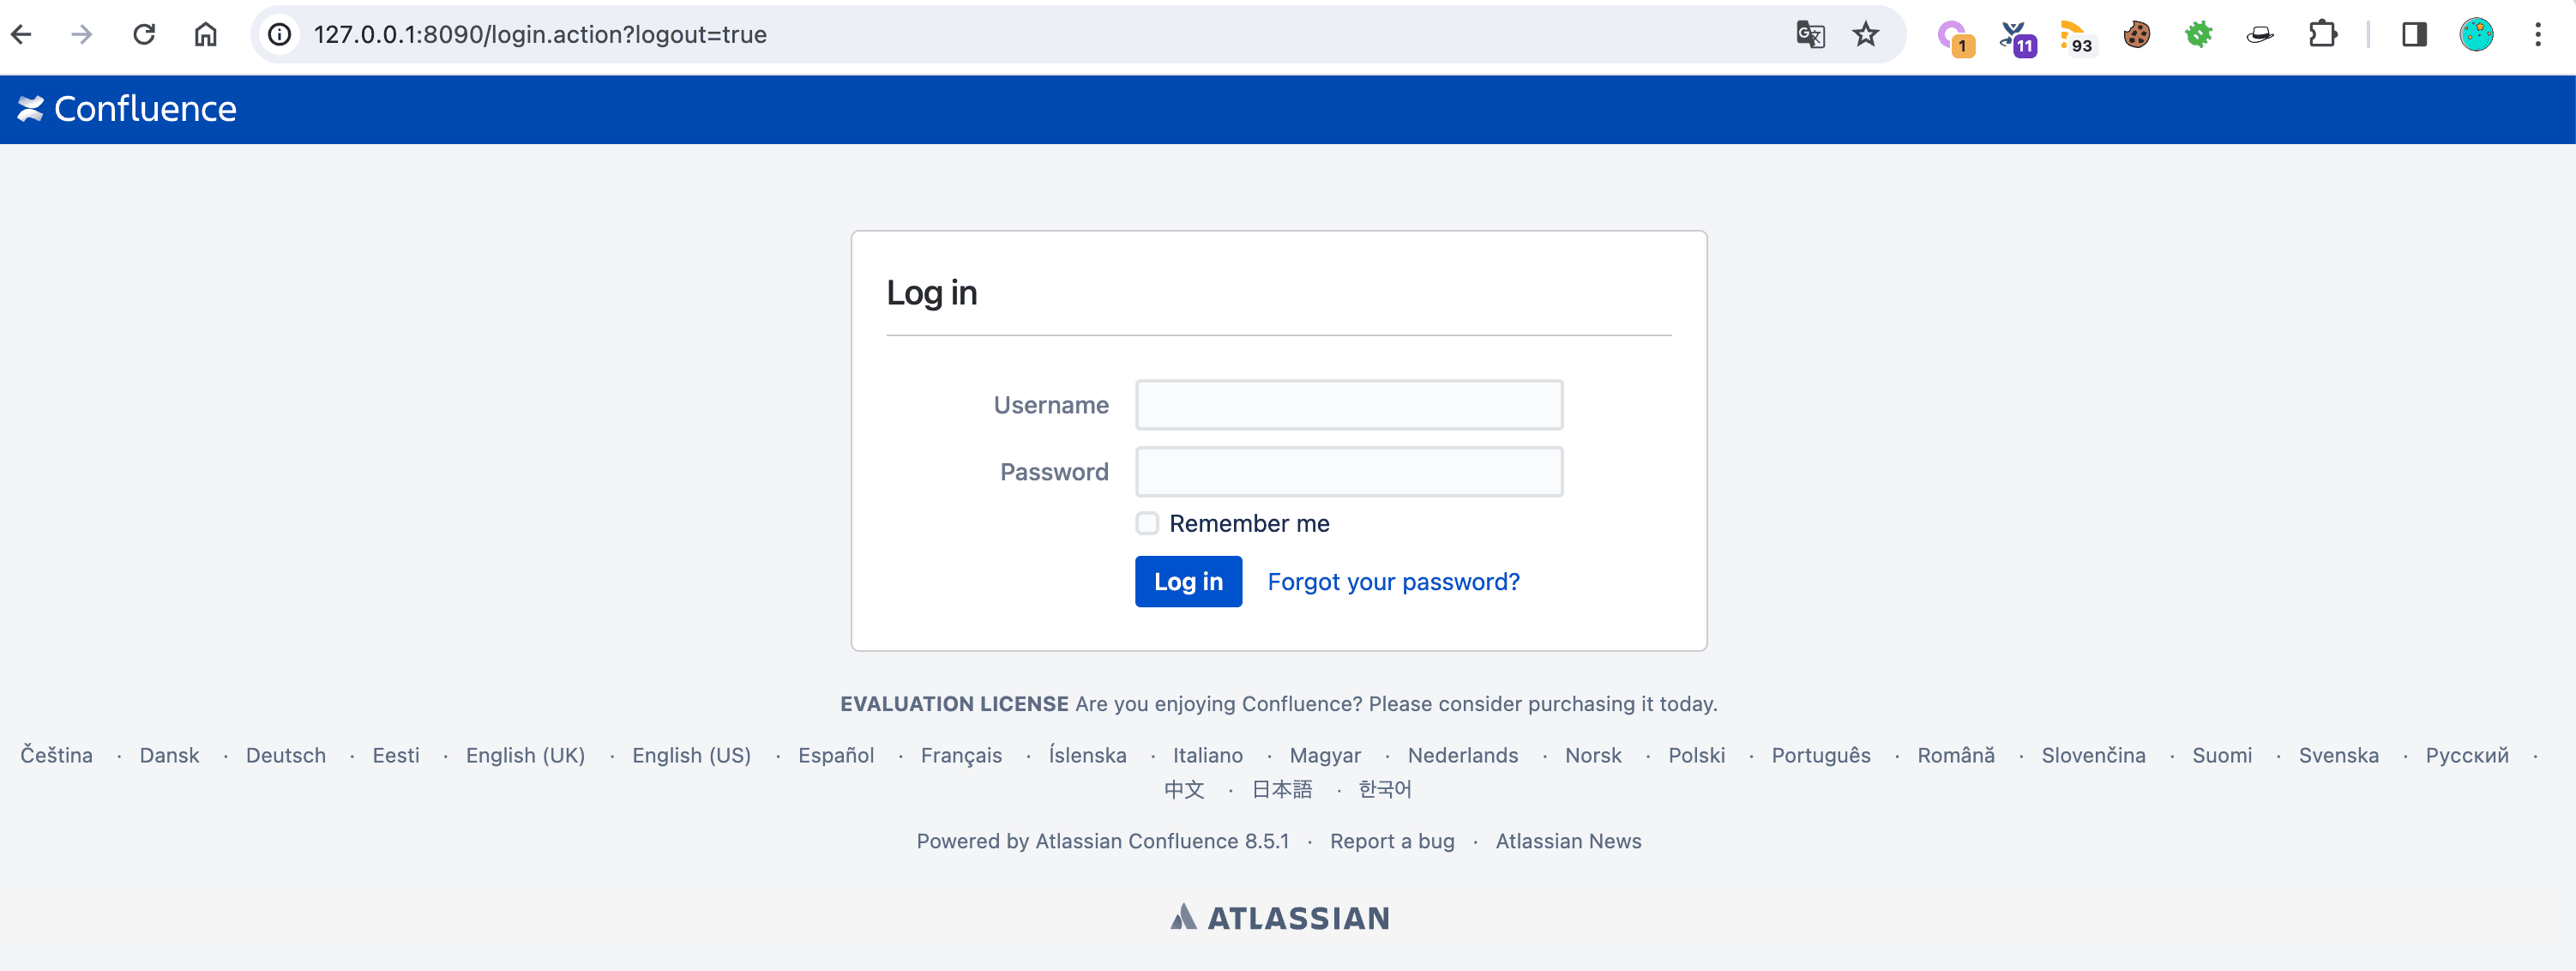 127.0.0.1:8090/login.action?logout=true
1
11
93
Confluence
Log in
Username
Password
Remember me
Log in Forgot your password?
EVALUATION LICENSE Are you enjoying Confluence? Please consider purchasing it today.
Čeština · Dansk · Deutsch · Eesti · English (UK) · English (US) · Español · Français · Íslenska · Italiano · Magyar · Nederlands · Norsk · Polski · Português · Română · Slovenčina · Suomi · Svenska · Русский ·
中文 · 日本語 · 한국어
Powered by Atlassian Confluence 8.5.1 · Report a bug · Atlassian News
ATLASSIAN